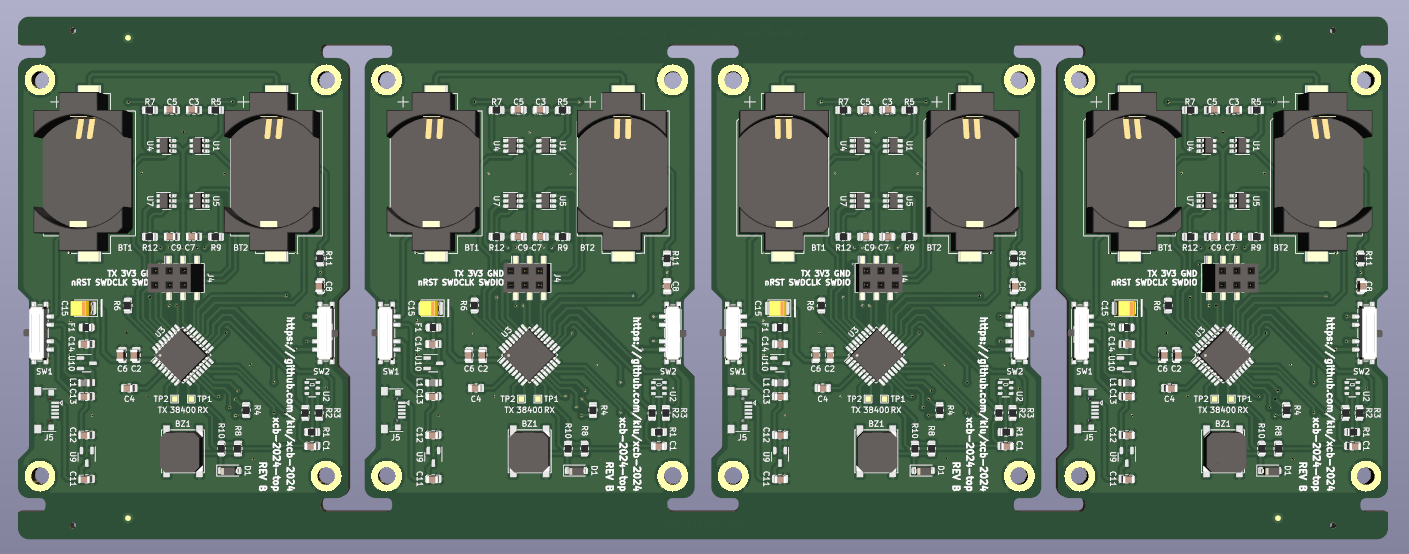 R7 C5 C3 R5
U4 U1
U7 U5
BT1 R12 C9 C7 R9 BT2
R11
TX 3V3 GN
J4
nRST SWDCLK SWDI
C8
C15 R6
F1
C14 U3
U10
SW1 C6 C2 SW2
L1 C13 C4 U2
TP2 TP1
TX 38400 RX
R4 R2 R3
J5 BZ1
C12 R10 R8 R1 C1
U9 D1
C11
https://github.com/klu/xcb-2024
xcb-2024-top
REV B
R7 C5 C3 R5
U4 U1
U7 U5
BT1 R12 C9 C7 R9 BT2
R11
TX 3V3 GND
J4
nRST SWDCLK SWDIO
C8
C15 R6
F1
C14 U3
U10
SW1 C6 C2 SW2
L1 C13 C4 U2
TP2 TP1
TX 38400 RX
R4 R2 R3
J5 BZ1
C12 R10 R8 R1 C1
U9 D1
C11
https://github.com/klu/xcb-2024
xcb-2024-top
REV B
R7 C5 C3 R5
U4 U1
U7 U5
BT1 R12 C9 C7 R9 BT2
R11
TX 3V3 GND
J4
nRST SWDCLK SWDIO
C8
C15 R6
F1
C14 U3
U10
SW1 C6 C2 SW2
L1 C13 C4 U2
TP2 TP1
TX 38400 RX
R4 R2 R3
J5 BZ1
C12 R10 R8 R1 C1
U9 D1
C11
https://github.com/klu/xcb-2024
xcb-2024-top
REV B
R7 C5 C3 R5
U4 U1
U7 U5
BT1 R12 C9 C7 R9 BT2
R11
TX 3V3 GND
J4
nRST SWDCLK SWDIO
C8
C15 R6
F1
C14 U3
U10
SW1 C6 C2 SW2
L1 C13 C4 U2
TP2 TP1
TX 38400 RX
R4 R2 R3
J5 BZ1
C12 R10 R8 R1 C1
U9 D1
C11
https://github.com/klu/xcb-2024
xcb-2024-top
REV B